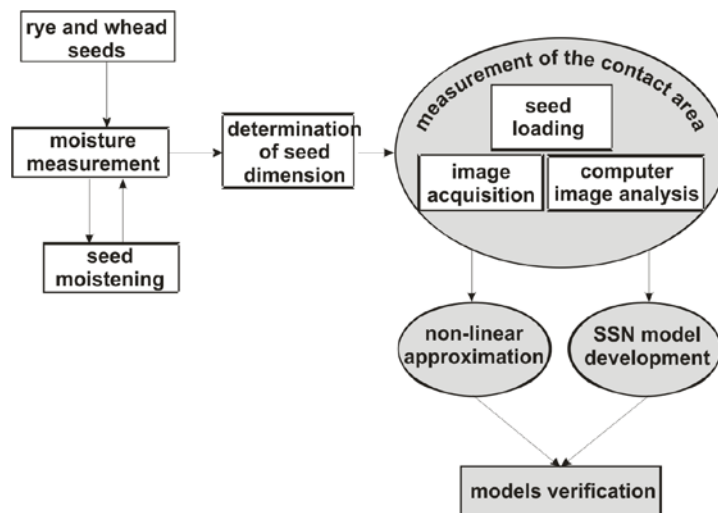 rye and whead
seeds
moisture
measurement
seed
moistening
determination
of seed
dimension
measurement of the contact area
seed
loading
image
acquisition
computer
image analysis
non-linear
approximation
SSN model
development
models verification